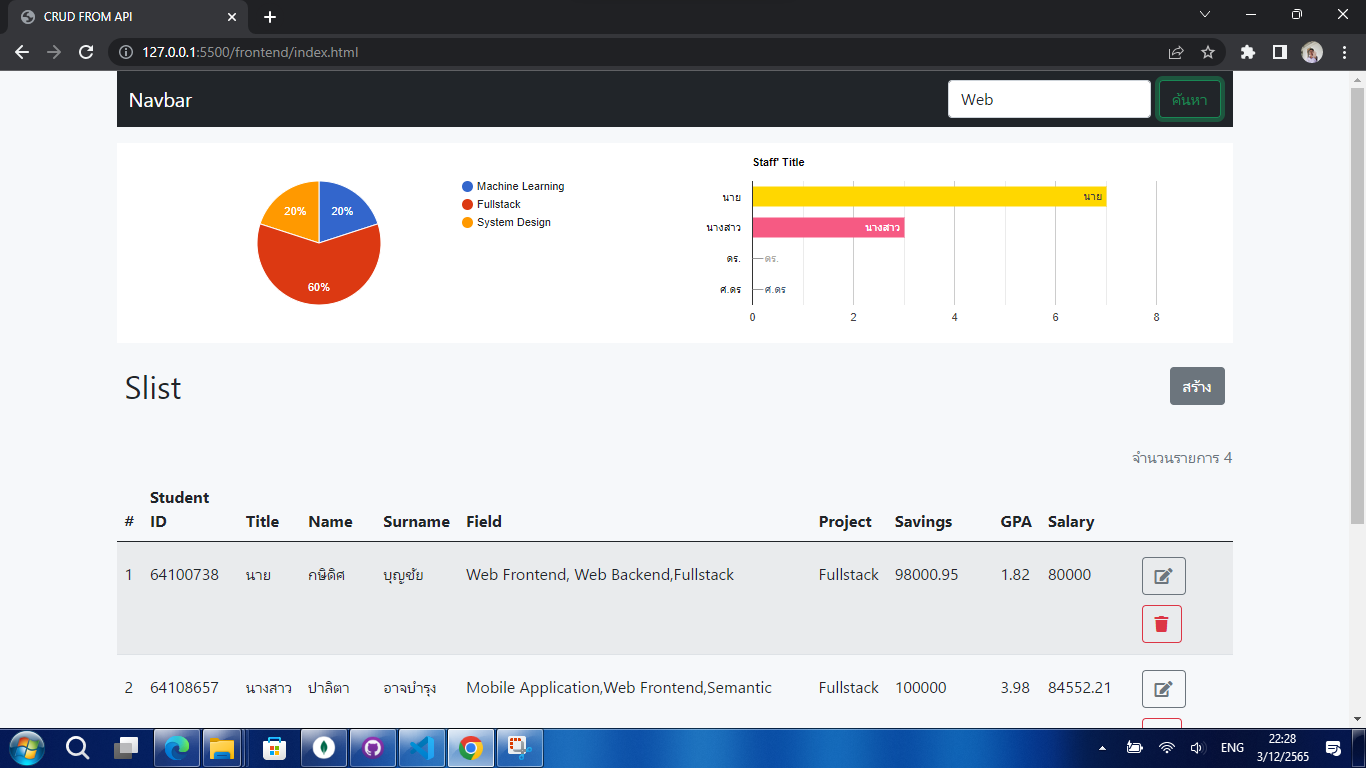 CRUD FROM API
127.0.0.1:5500/frontend/index.html
Navbar
Web
ค้นหา
20%
20%
60%
Machine Learning
Fullstack
System Design
Staff' Title
นาย
นาย
นางสาว
นางสาว
ดร.
ดร.
ศ.ดร
ศ.ดร
0 2 4 6 8
Slist
สร้าง
จำนวนรายการ 4
# Student ID Title Name Surname Field Project Savings GPA Salary
1 64100738 นาย กษิดิศ บุญชัย Web Frontend, Web Backend,Fullstack Fullstack 98000.95 1.82 80000
2 64108657 นางสาว ปาลิตา อาจบำรุง Mobile Application,Web Frontend,Semantic Fullstack 100000 3.98 84552.21
ENG
22:28
3/12/2565